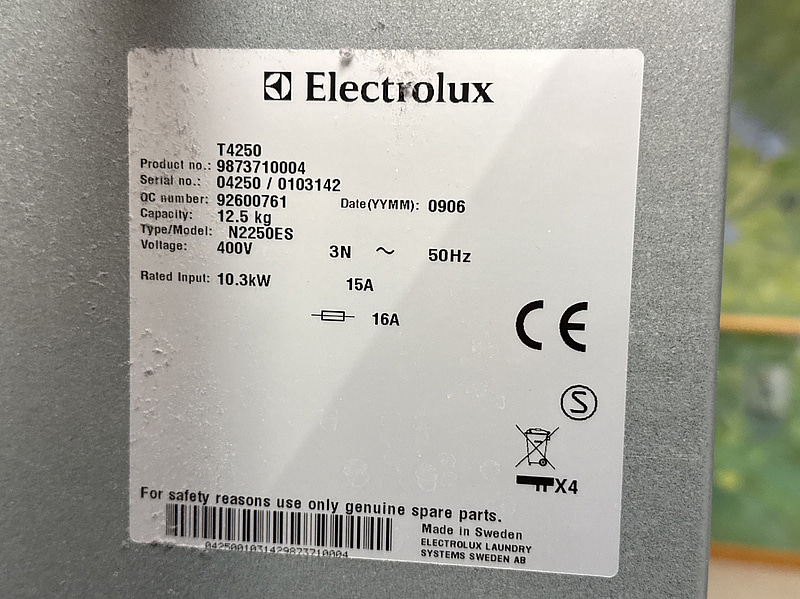 Electrolux
T4250
Product no.: 9873710004
Serial no.: 04250 / 0103142
QC number: 92600761 Date(YYMM): 0906
Capacity: 12.5 kg
Type/Model: N2250ES
Voltage: 400V 3N ~ 50Hz
Rated Input: 10.3kW 15A
16A
CE
S
X4
For safety reasons use only genuine spare parts.
Made in Sweden
ELECTROLUX LAUNDRY
SYSTEMS SWEDEN AB
0425001031429873710004